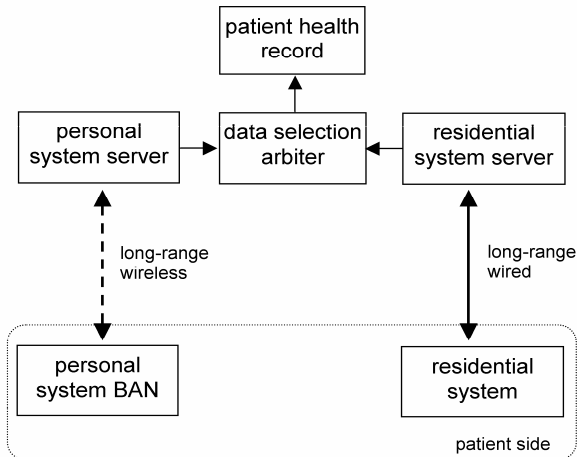 patient health
record
personal
system server
data selection
arbiter
residential
system server
long-range
wireless
long-range
wired
personal
system BAN
residential
system
patient side